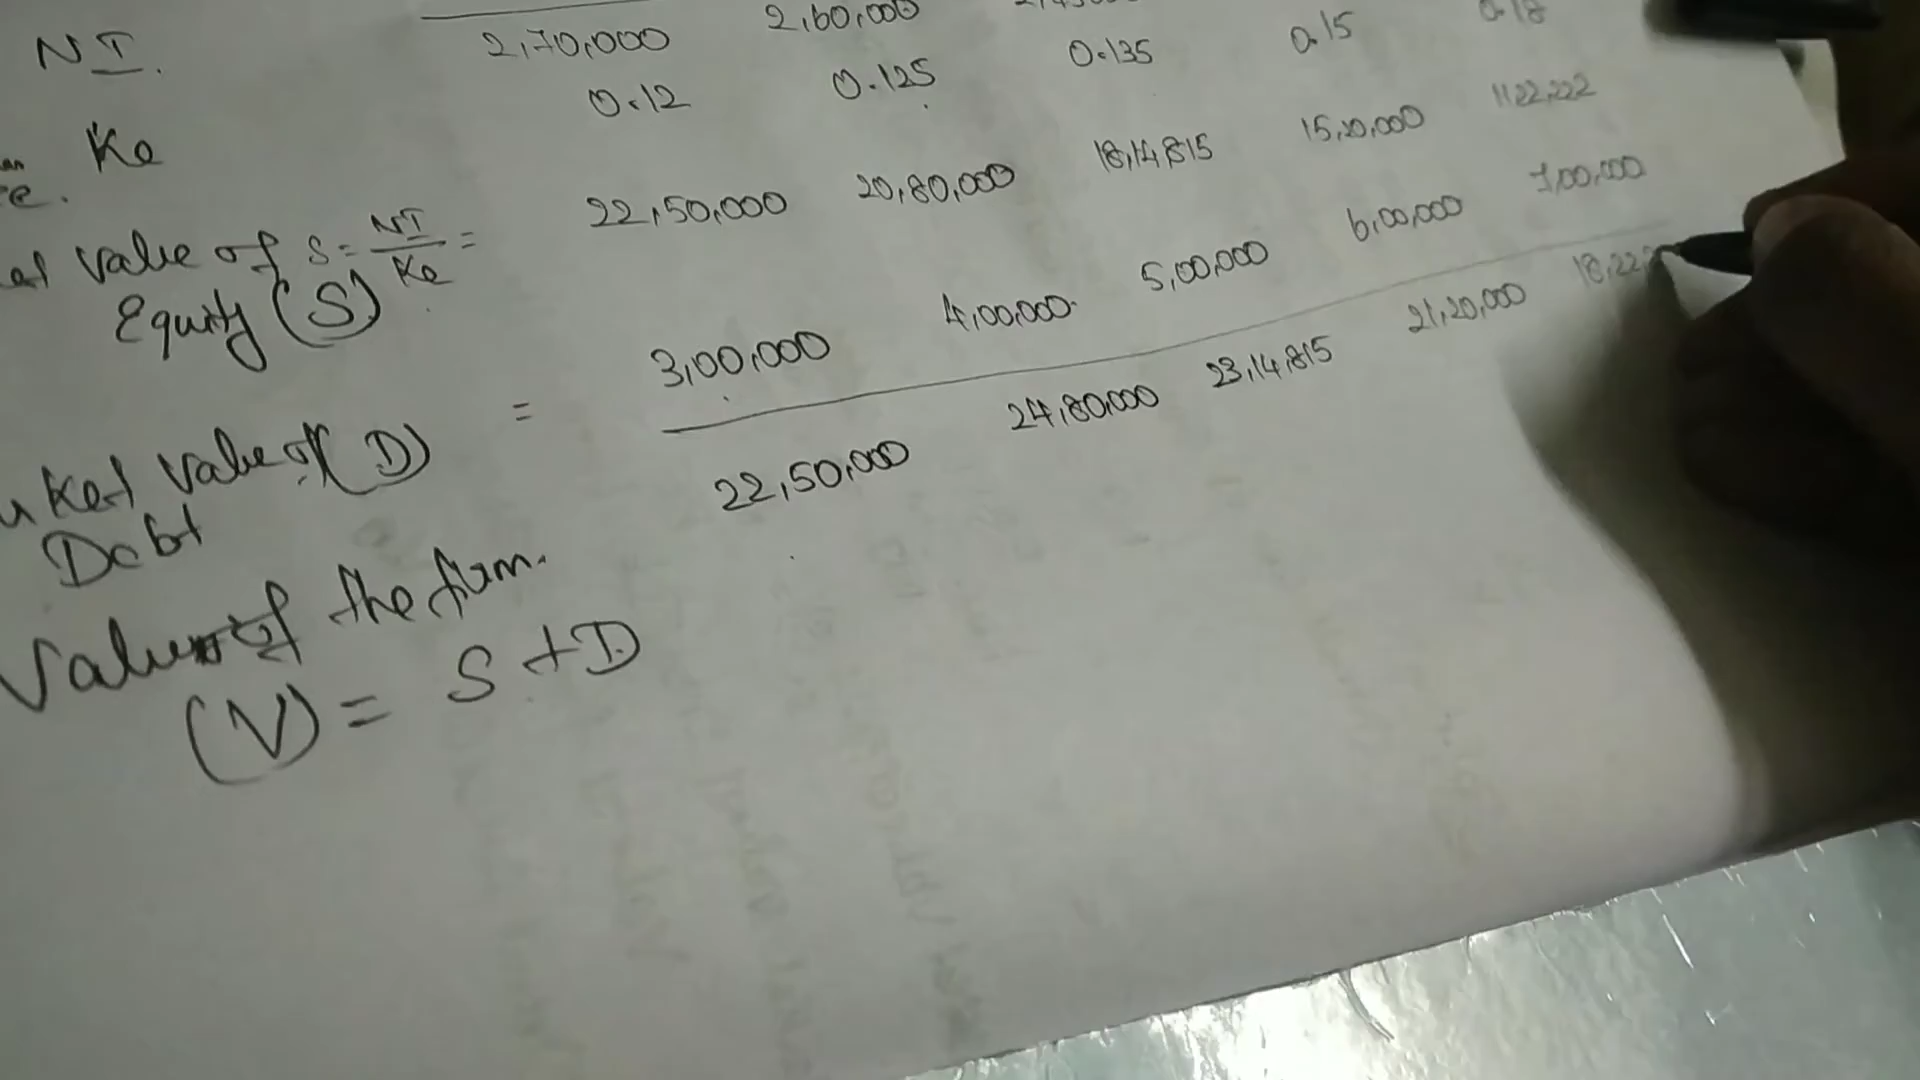 NI. 2,70,000 2,60,000
Ke 0.12 0.125 0.135 0.15 0.18
value of S = NI/Ke = 22,50,000 20,80,000 18,14,815 15,20,000 1122,222
Equity (S)
value of (D) = 3,00,000 4,00,000 5,00,000 6,00,000 7,00,000
Debt
Value of the firm. 22,50,000 24,80,000 23,14,815 21,20,000
(V) = S + D